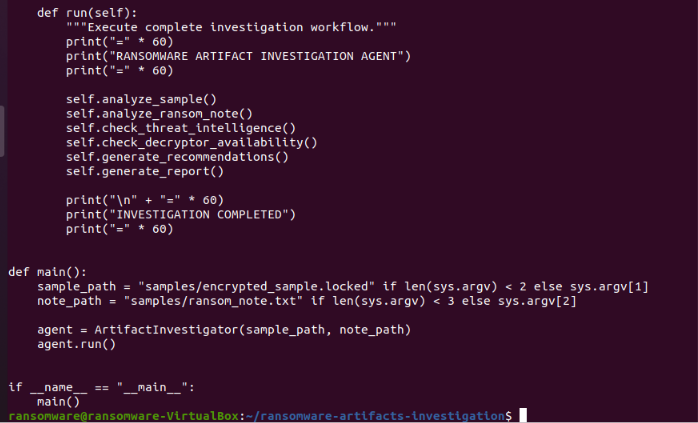 def run(self):
        """Execute complete investigation workflow."""
        print("=" * 60)
        print("RANSOMWARE ARTIFACT INVESTIGATION AGENT")
        print("=" * 60)

        self.analyze_sample()
        self.analyze_ransom_note()
        self.check_threat_intelligence()
        self.check_decryptor_availability()
        self.generate_recommendations()
        self.generate_report()

        print("\n" + "=" * 60)
        print("INVESTIGATION COMPLETED")
        print("=" * 60)


def main():
    sample_path = "samples/encrypted_sample.locked" if len(sys.argv) < 2 else sys.argv[1]
    note_path = "samples/ransom_note.txt" if len(sys.argv) < 3 else sys.argv[2]

    agent = ArtifactInvestigator(sample_path, note_path)
    agent.run()


if __name__ == "__main__":
    main()
ransomware@ransomware-VirtualBox:~/ransomware-artifacts-investigation$